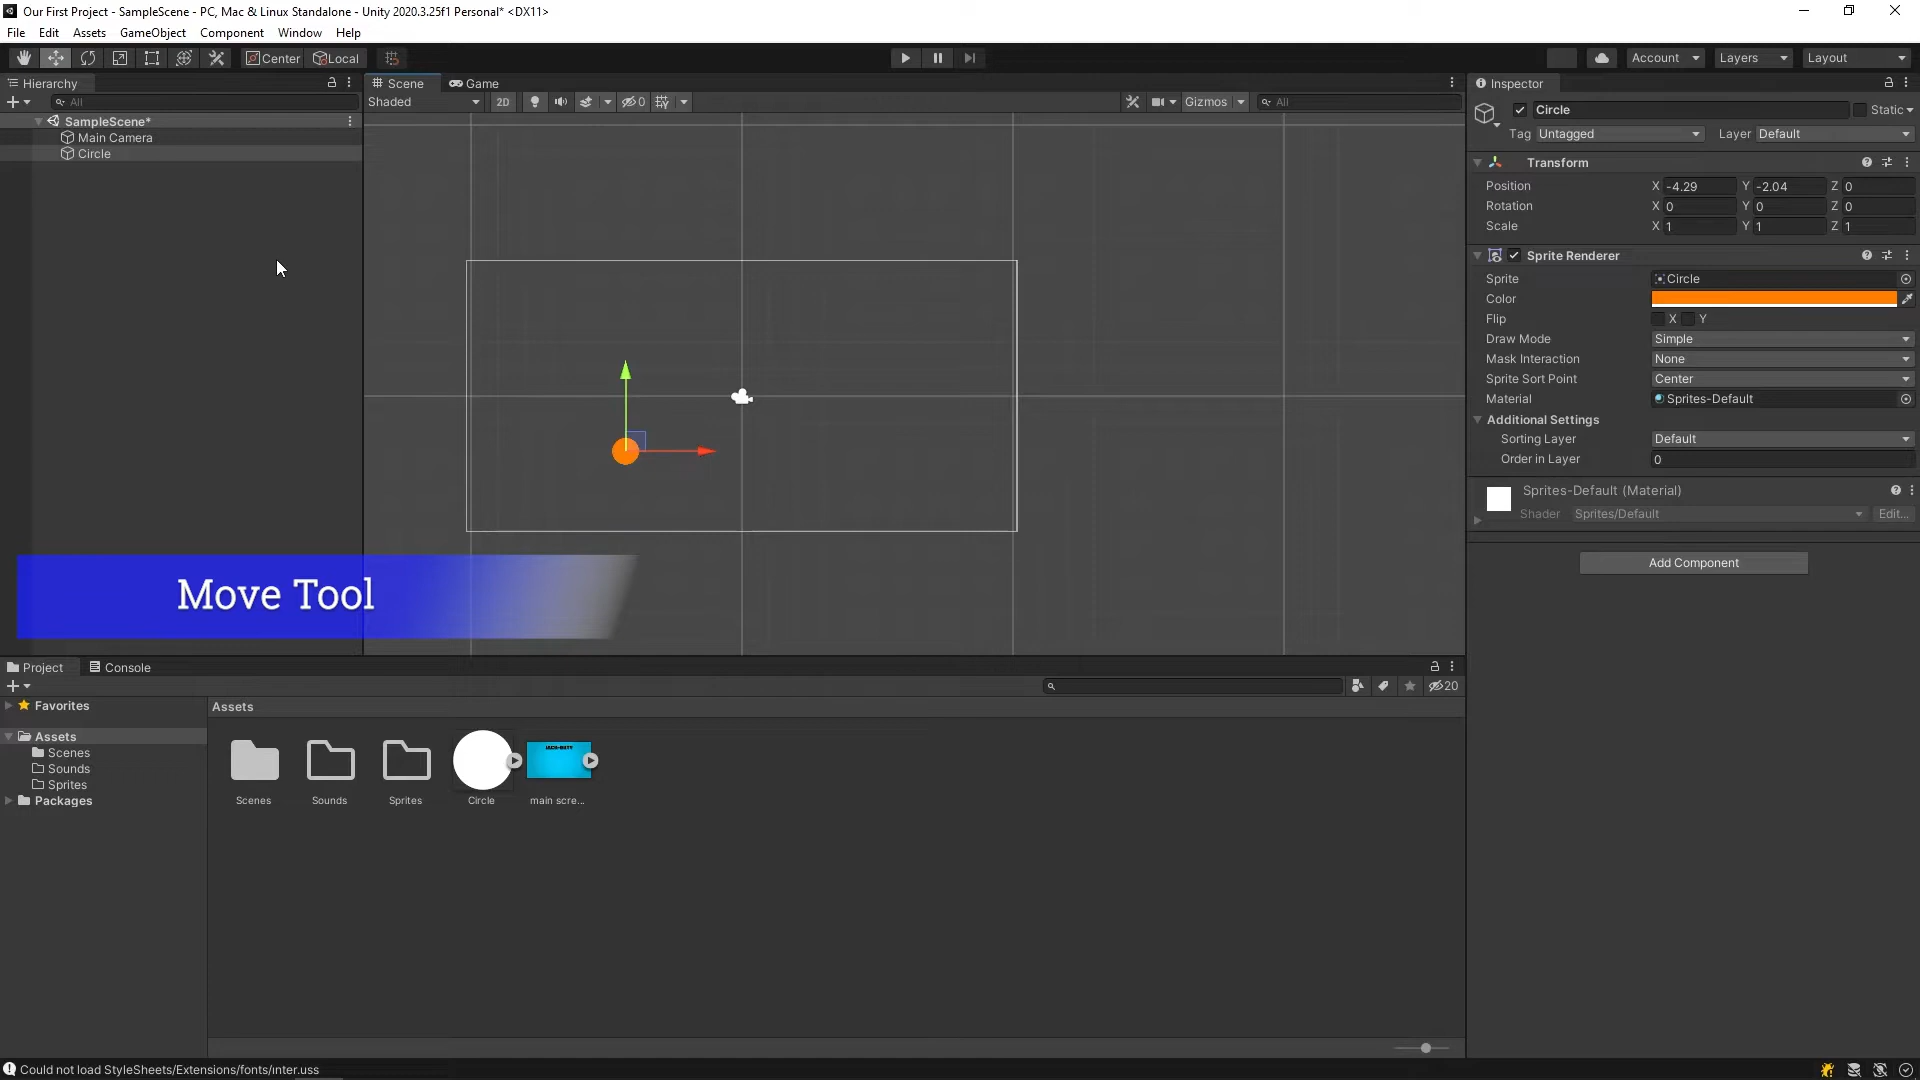 Our First Project - SampleScene - PC, Mac & Linux Standalone - Unity 2020.3.25f1 Personal* <DX11>
File Edit Assets GameObject Component Window Help
Center Local Account Layers Layout
Hierarchy
All
SampleScene*
Main Camera
Circle
Scene Game
Shaded 2D 0 Gizmos All
Inspector
Circle Static
Tag Untagged Layer Default
Transform
Position X -4.29 Y -2.04 Z 0
Rotation X 0 Y 0 Z 0
Scale X 1 Y 1 Z 1
Sprite Renderer
Sprite Circle
Color
Flip X Y
Draw Mode Simple
Mask Interaction None
Sprite Sort Point Center
Material Sprites-Default
Additional Settings
Sorting Layer Default
Order in Layer 0
Sprites-Default (Material)
Shader Sprites/Default Edit...
Add Component
Move Tool
Project Console
20
Favorites
Assets
Scenes
Sounds
Sprites
Packages
Assets
Scenes Sounds Sprites Circle main scre...
Could not load StyleSheets/Extensions/fonts/inter.uss